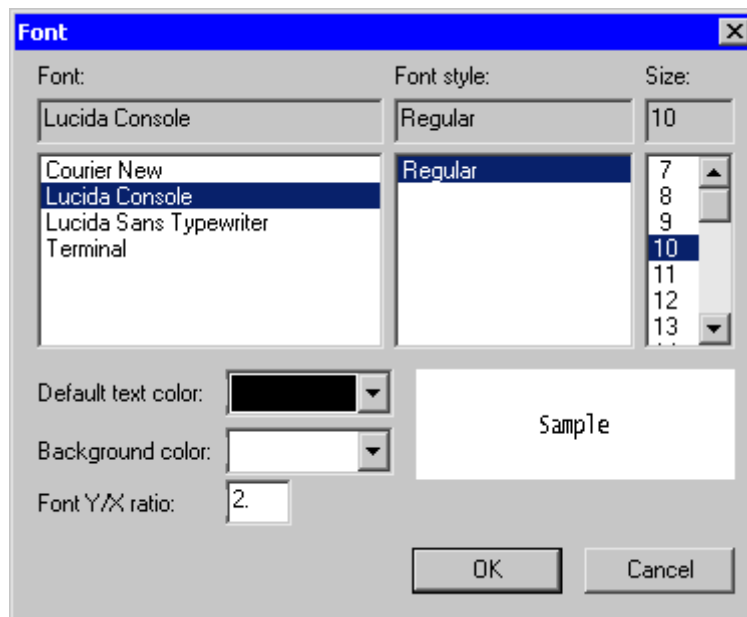 Font
Font:
Font style:
Size:
Lucida Console
Regular
10
Courier New
Lucida Console
Lucida Sans Typewriter
Terminal
Regular
7
8
9
10
11
12
13
Default text color:
Sample
Background color:
Font Y/X ratio:
2.
OK
Cancel